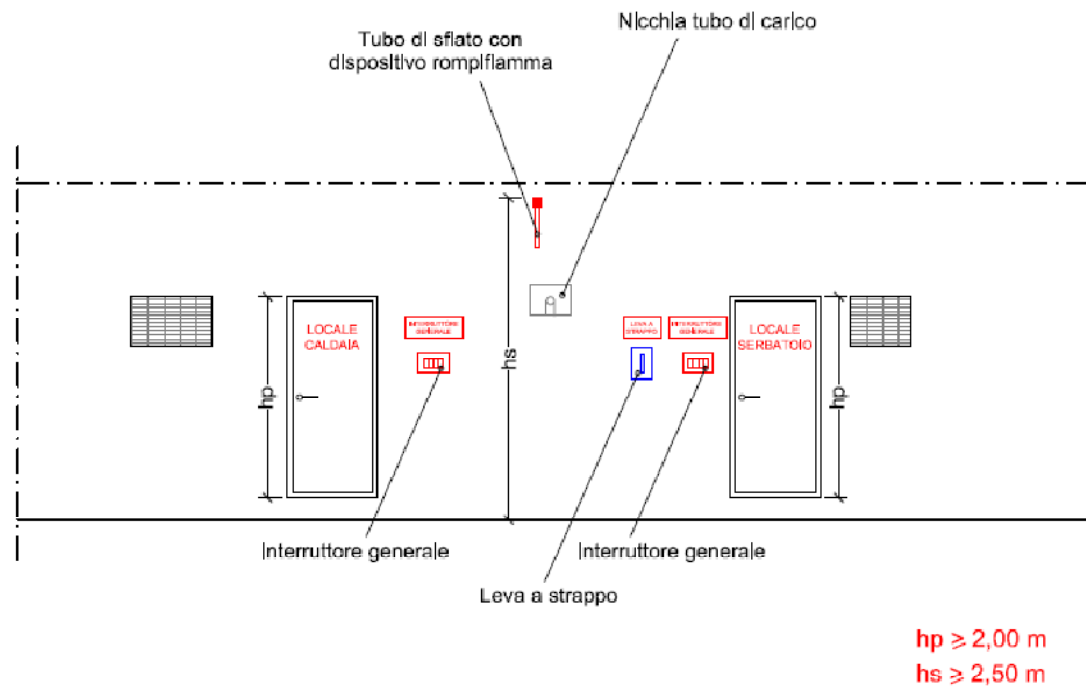 Nicchia tubo di carico
Tubo di sfiato con
dispositivo rompifiamma
LOCALE
CALDAIA
INTERRUTTORE
GENERALE
LEVA A
STRAPPO
INTERRUTTORE
GENERALE
LOCALE
SERBATOIO
hp
hs
hp
Interruttore generale
Interruttore generale
Leva a strappo
hp ⩾ 2,00 m
hs ⩾ 2,50 m